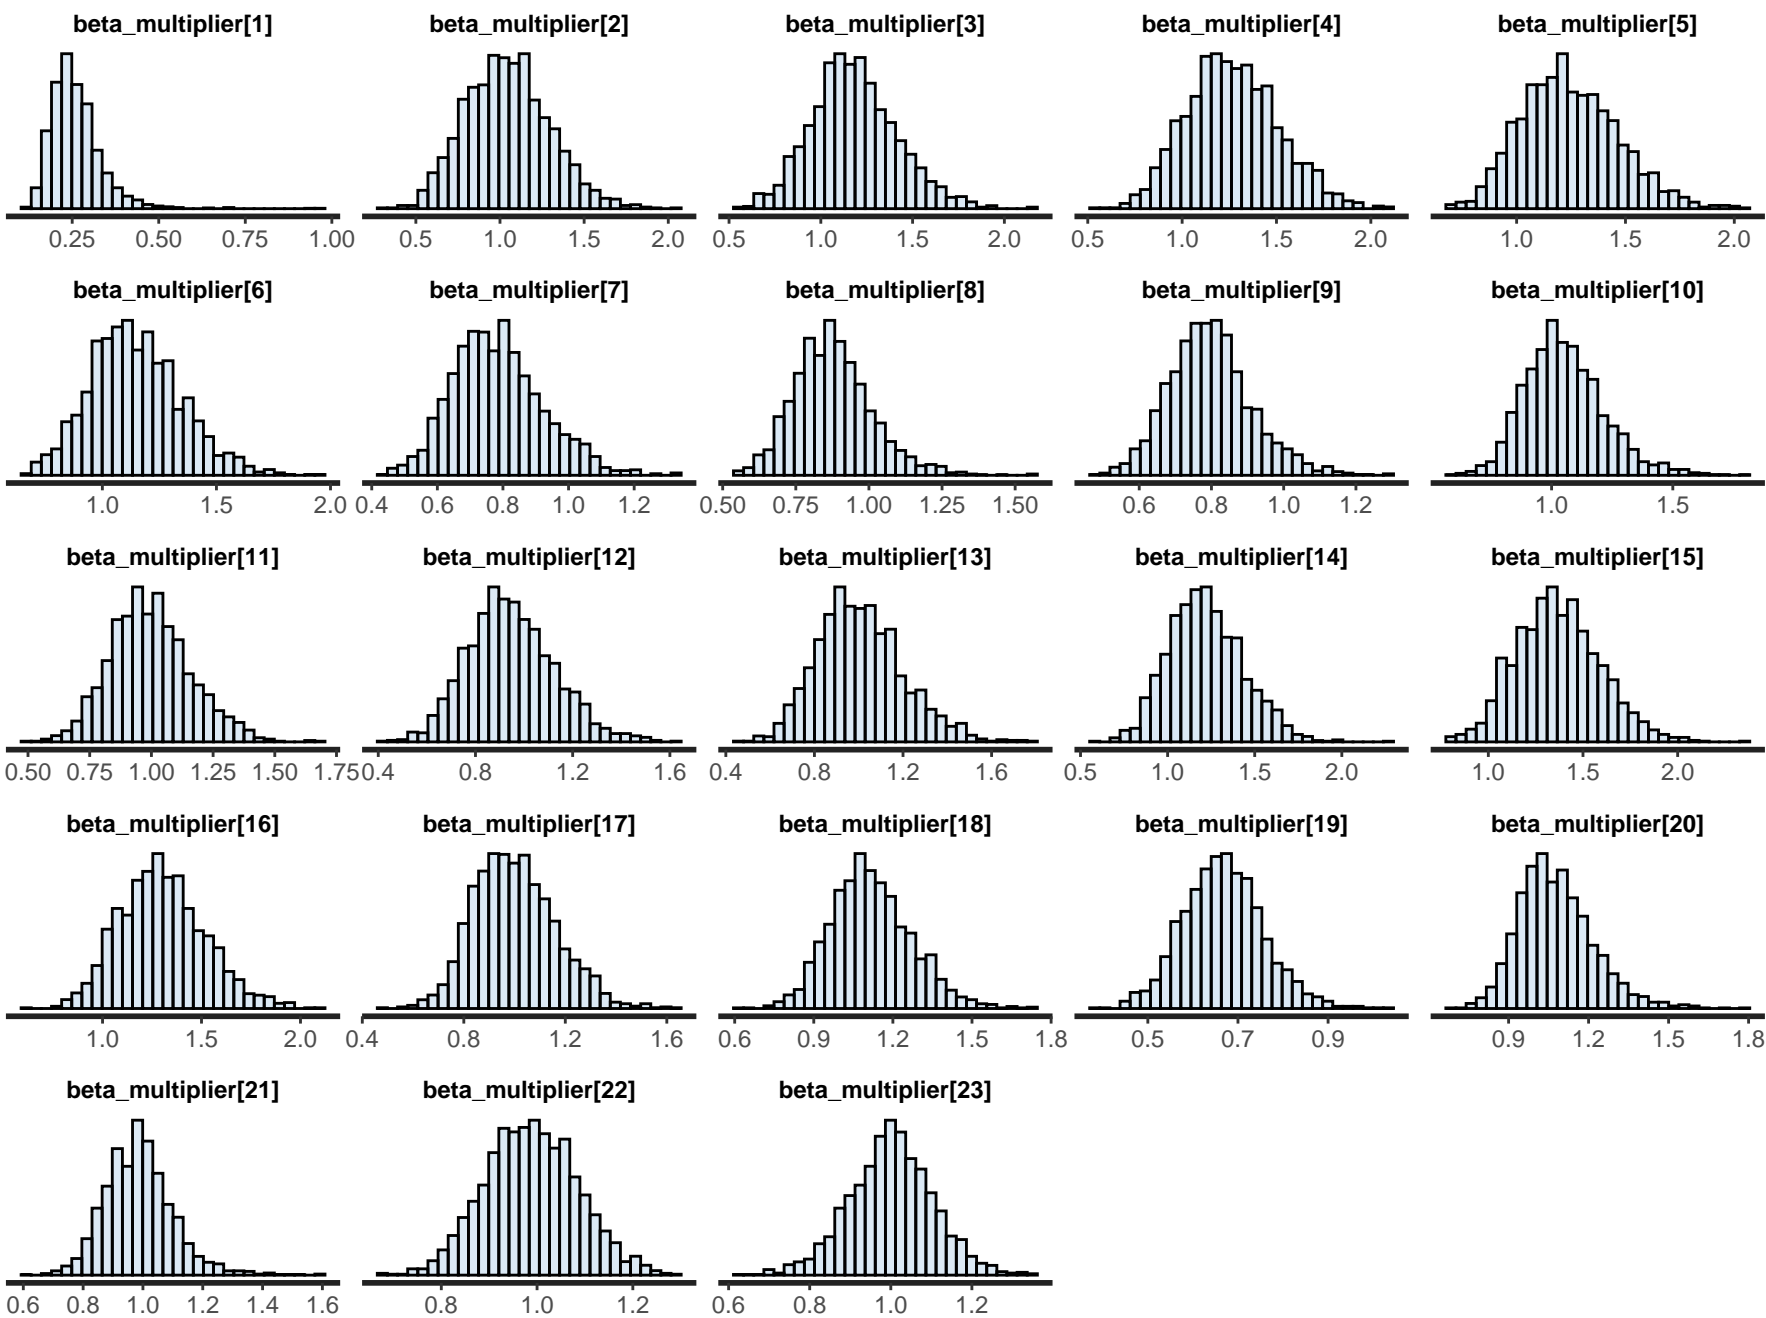 beta_multiplier[1] beta_multiplier[2] beta_multiplier[3] beta_multiplier[4] beta_multiplier[5]
0.25 0.50 0.75 1.00 0.5 1.0 1.5 2.0 0.5 1.0 1.5 2.0 0.5 1.0 1.5 2.0 1.0 1.5 2.0
beta_multiplier[6] beta_multiplier[7] beta_multiplier[8] beta_multiplier[9] beta_multiplier[10]
1.0 1.5 2.0 0.4 0.6 0.8 1.0 1.2 0.50 0.75 1.00 1.25 1.50 0.6 0.8 1.0 1.2 1.0 1.5
beta_multiplier[11] beta_multiplier[12] beta_multiplier[13] beta_multiplier[14] beta_multiplier[15]
0.50 0.75 1.00 1.25 1.50 1.75 0.4 0.8 1.2 1.6 0.4 0.8 1.2 1.6 0.5 1.0 1.5 2.0 1.0 1.5 2.0
beta_multiplier[16] beta_multiplier[17] beta_multiplier[18] beta_multiplier[19] beta_multiplier[20]
1.0 1.5 2.0 0.4 0.8 1.2 1.6 0.6 0.9 1.2 1.5 1.8 0.5 0.7 0.9 0.9 1.2 1.5 1.8
beta_multiplier[21] beta_multiplier[22] beta_multiplier[23]
0.6 0.8 1.0 1.2 1.4 1.6 0.8 1.0 1.2 0.6 0.8 1.0 1.2